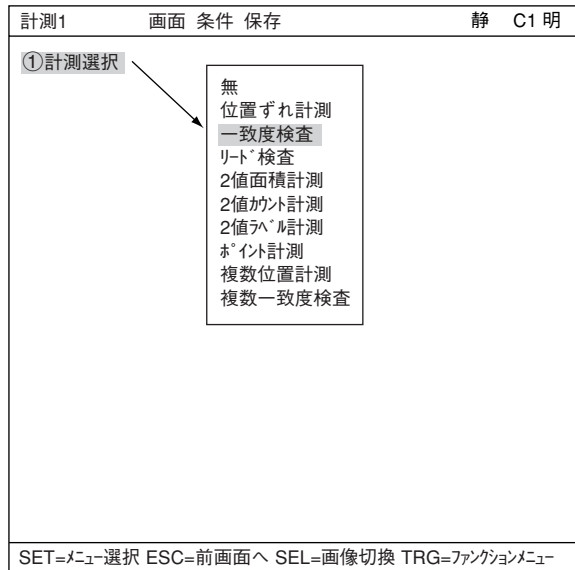 計測1 画面 条件 保存 静 C1 明
①計測選択
無
位置ずれ計測
一致度検査
ﾘｰﾄﾞ検査
2値面積計測
2値ｶｳﾝﾄ計測
2値ﾗﾍﾞﾙ計測
ﾎﾟｲﾝﾄ計測
複数位置計測
複数一致度検査
SET=ﾒﾆｭｰ選択 ESC=前画面へ SEL=画像切換 TRG=ﾌｧﾝｸｼｮﾝﾒﾆｭｰ